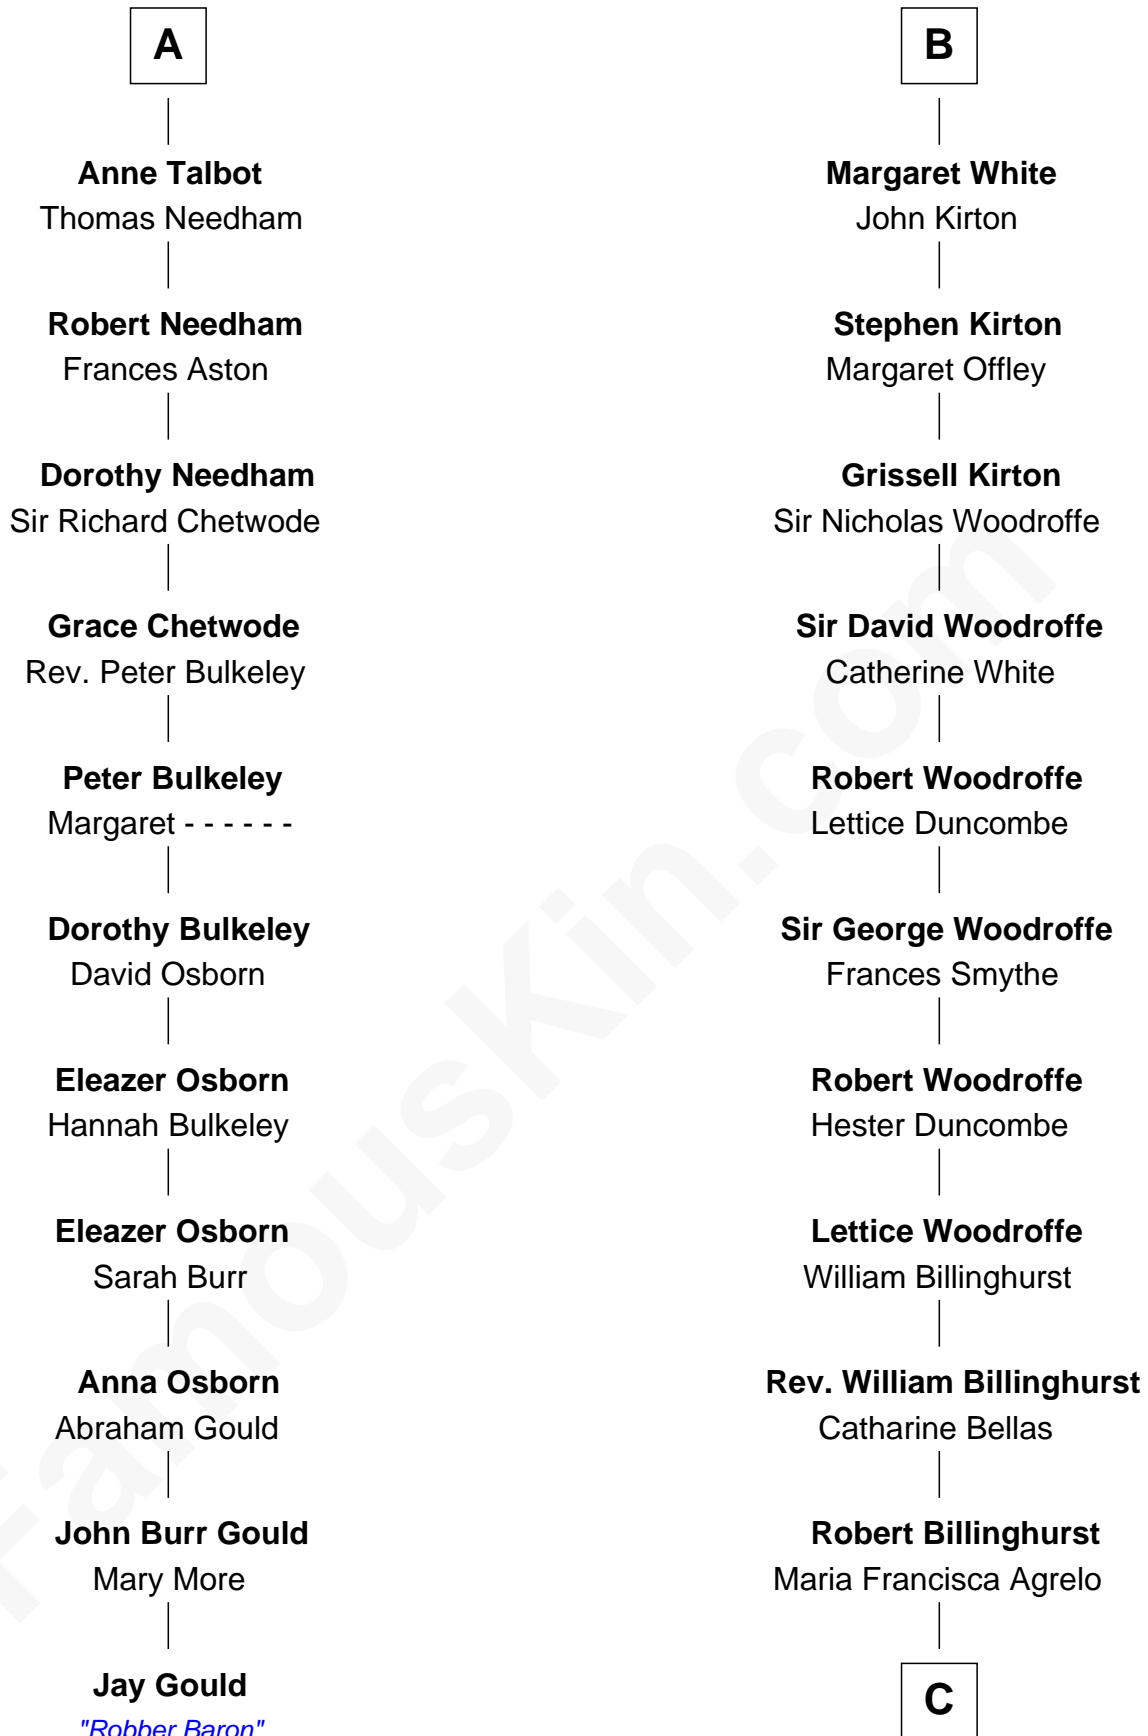 A
Anne Talbot
Thomas Needham
Robert Needham
Frances Aston
Dorothy Needham
Sir Richard Chetwode
Grace Chetwode
Rev. Peter Bulkeley
Peter Bulkeley
Margaret - - - - - -
Dorothy Bulkeley
David Osborn
Eleazer Osborn
Hannah Bulkeley
Eleazer Osborn
Sarah Burr
Anna Osborn
Abraham Gould
John Burr Gould
Mary More
Jay Gould
"Robber Baron"
B
Margaret White
John Kirton
Stephen Kirton
Margaret Offley
Grissell Kirton
Sir Nicholas Woodroffe
Sir David Woodroffe
Catherine White
Robert Woodroffe
Lettice Duncombe
Sir George Woodroffe
Frances Smythe
Robert Woodroffe
Hester Duncombe
Lettice Woodroffe
William Billinghurst
Rev. William Billinghurst
Catharine Bellas
Robert Billinghurst
Maria Francisca Agrelo
C
FamousKin.com